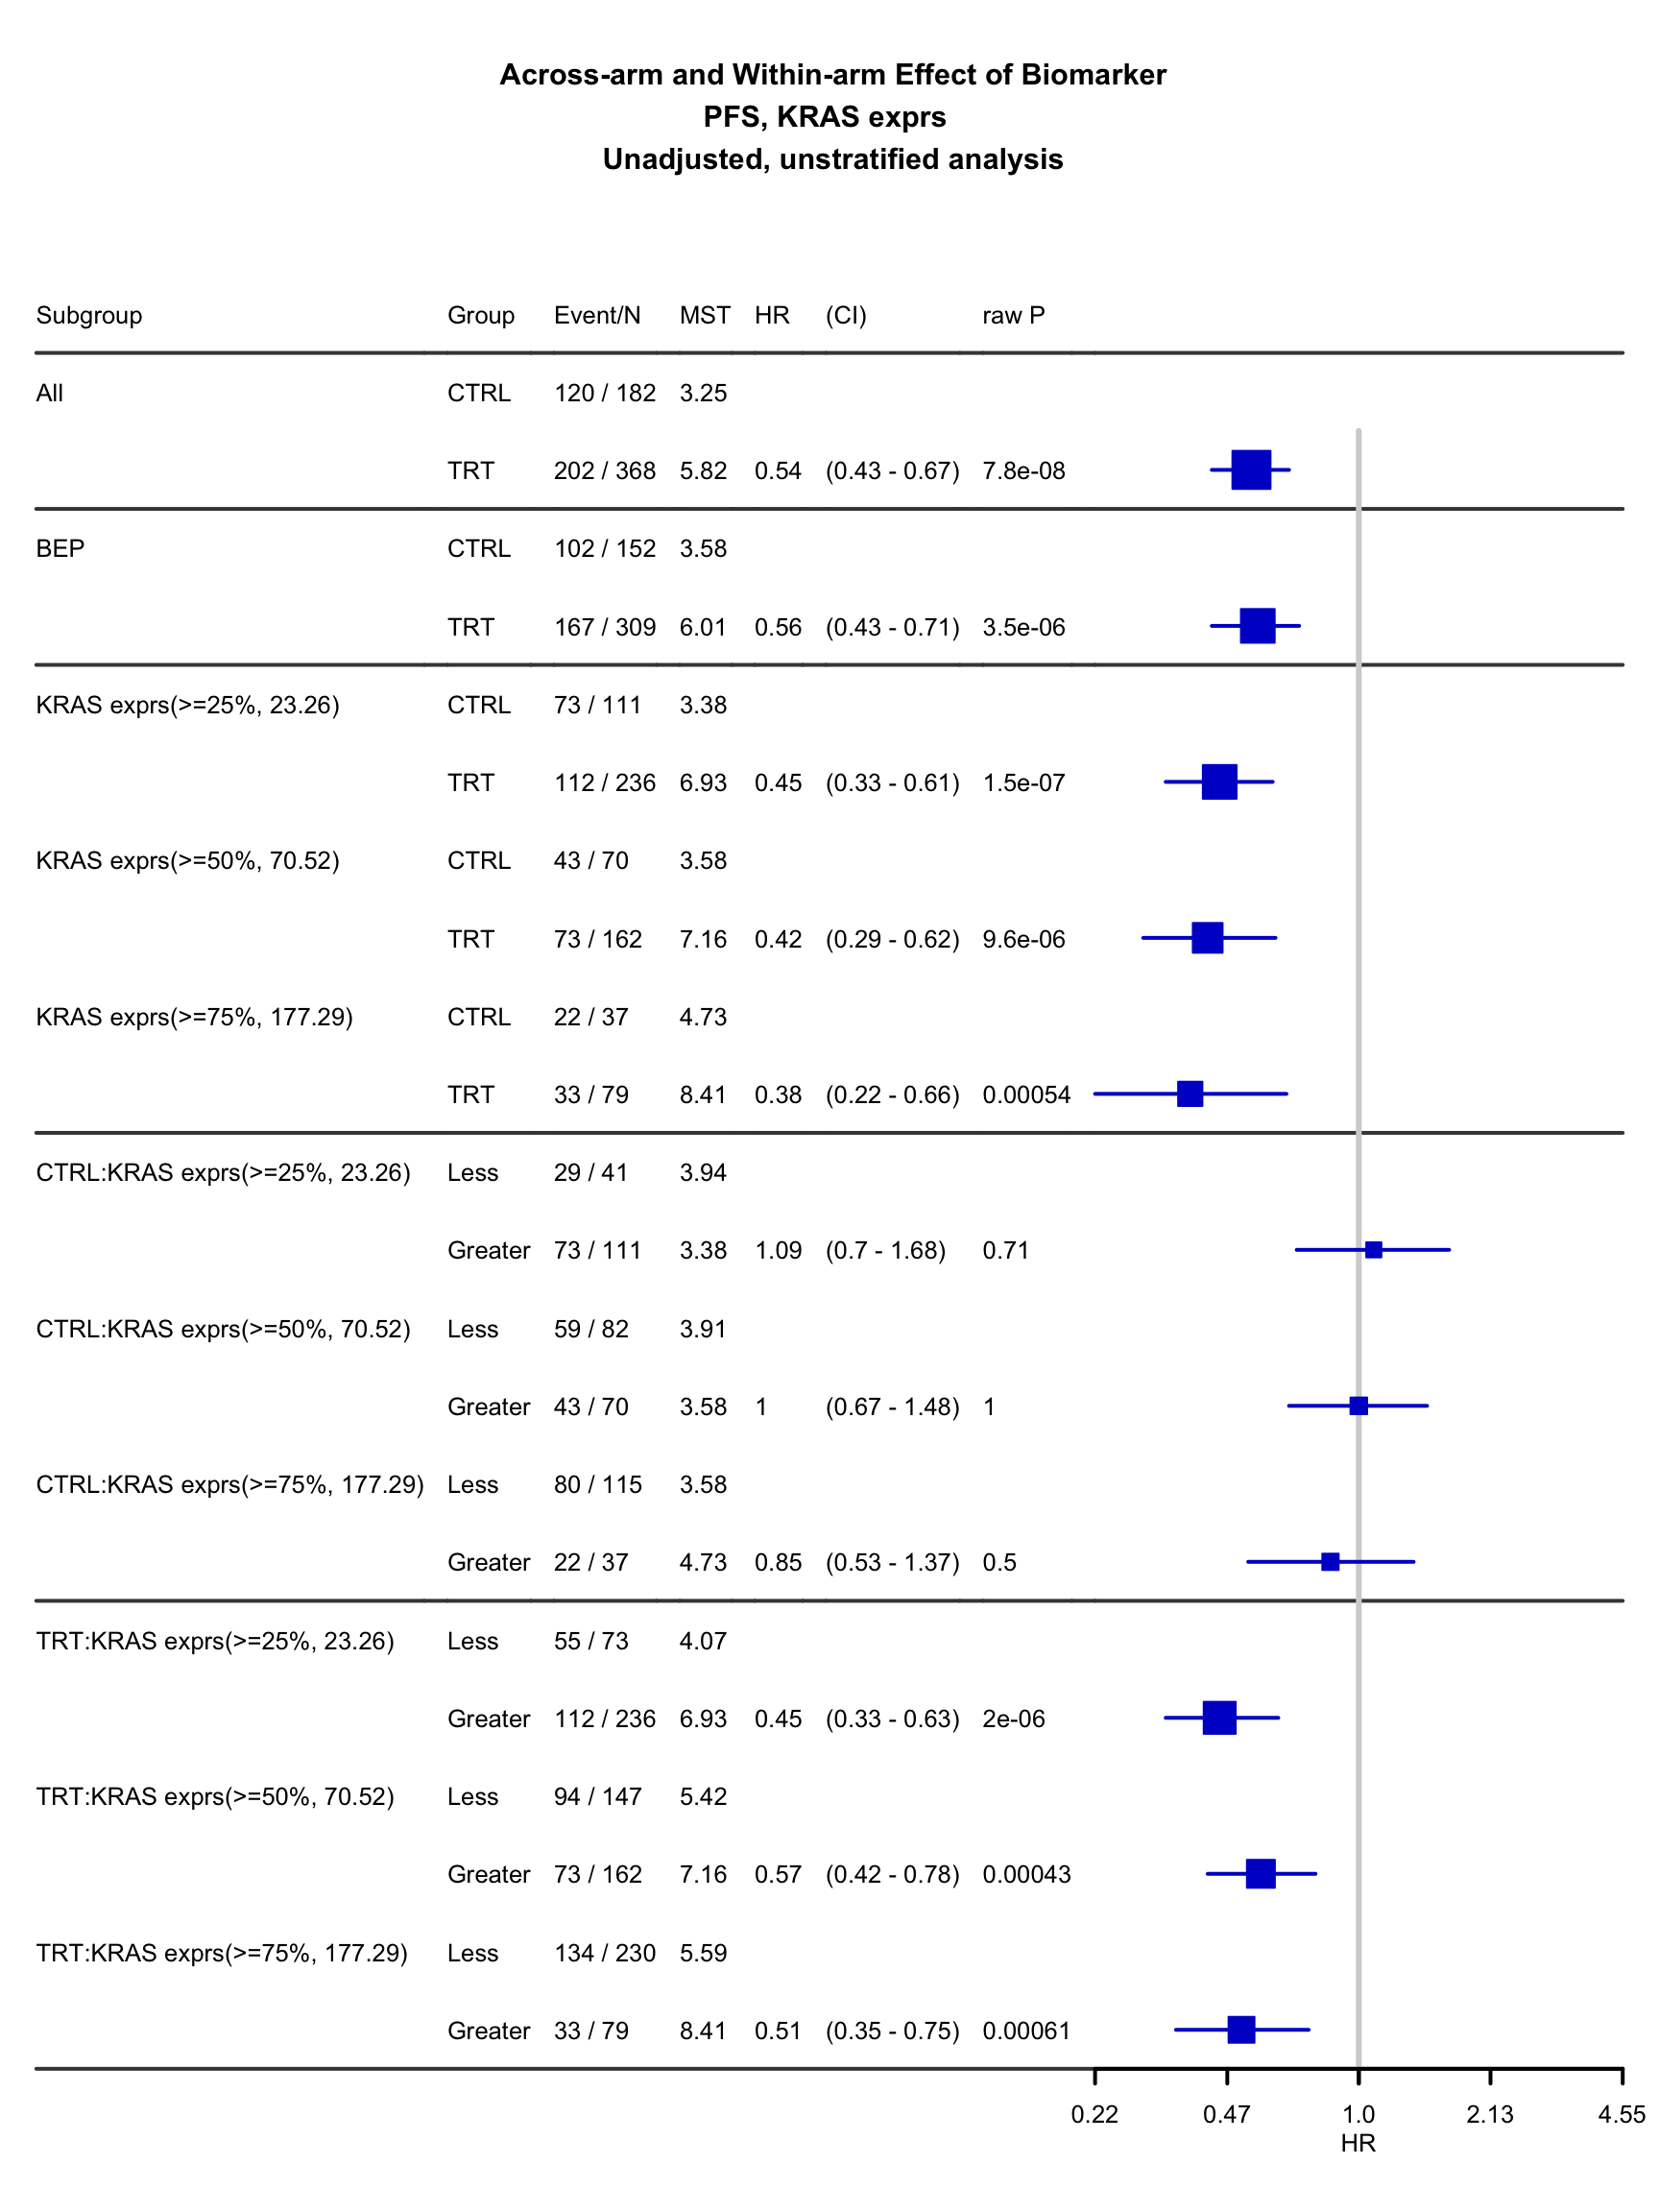 Across-arm and Within-arm Effect of Biomarker
PFS, KRAS exprs
Unadjusted, unstratified analysis
Subgroup Group Event/N MST HR (CI) raw P
All CTRL 120 / 182 3.25
TRT 202 / 368 5.82 0.54 (0.43 - 0.67) 7.8e-08
BEP CTRL 102 / 152 3.58
TRT 167 / 309 6.01 0.56 (0.43 - 0.71) 3.5e-06
KRAS exprs(>=25%, 23.26) CTRL 73 / 111 3.38
TRT 112 / 236 6.93 0.45 (0.33 - 0.61) 1.5e-07
KRAS exprs(>=50%, 70.52) CTRL 43 / 70 3.58
TRT 73 / 162 7.16 0.42 (0.29 - 0.62) 9.6e-06
KRAS exprs(>=75%, 177.29) CTRL 22 / 37 4.73
TRT 33 / 79 8.41 0.38 (0.22 - 0.66) 0.00054
CTRL:KRAS exprs(>=25%, 23.26) Less 29 / 41 3.94
Greater 73 / 111 3.38 1.09 (0.7 - 1.68) 0.71
CTRL:KRAS exprs(>=50%, 70.52) Less 59 / 82 3.91
Greater 43 / 70 3.58 1 (0.67 - 1.48) 1
CTRL:KRAS exprs(>=75%, 177.29) Less 80 / 115 3.58
Greater 22 / 37 4.73 0.85 (0.53 - 1.37) 0.5
TRT:KRAS exprs(>=25%, 23.26) Less 55 / 73 4.07
Greater 112 / 236 6.93 0.45 (0.33 - 0.63) 2e-06
TRT:KRAS exprs(>=50%, 70.52) Less 94 / 147 5.42
Greater 73 / 162 7.16 0.57 (0.42 - 0.78) 0.00043
TRT:KRAS exprs(>=75%, 177.29) Less 134 / 230 5.59
Greater 33 / 79 8.41 0.51 (0.35 - 0.75) 0.00061
0.22 0.47 1.0 2.13 4.55
HR